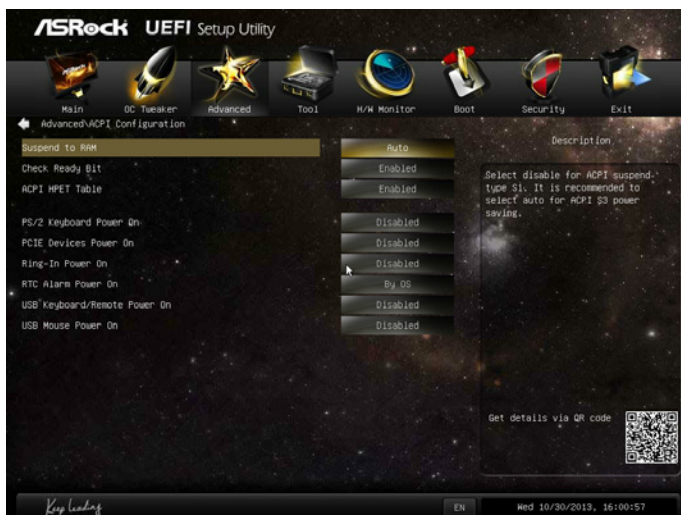 ASRock UEFI Setup Utility
Main OC Tweaker Advanced Tool H/W Monitor Boot Security Exit
Advanced\ACPI Configuration
Description
Suspend to RAM Auto
Check Ready Bit Enabled
ACPI HPET Table Enabled
PS/2 Keyboard Power On Disabled
PCIE Devices Power On Disabled
Ring-In Power On Disabled
RTC Alarm Power On By OS
USB Keyboard/Remote Power On Disabled
USB Mouse Power On Disabled
Select disable for ACPI suspend
type S1. It is recommended to
select auto for ACPI S3 power
saving.
Get details via QR code
Keep Leading
EN
Wed 10/30/2013, 16:00:57